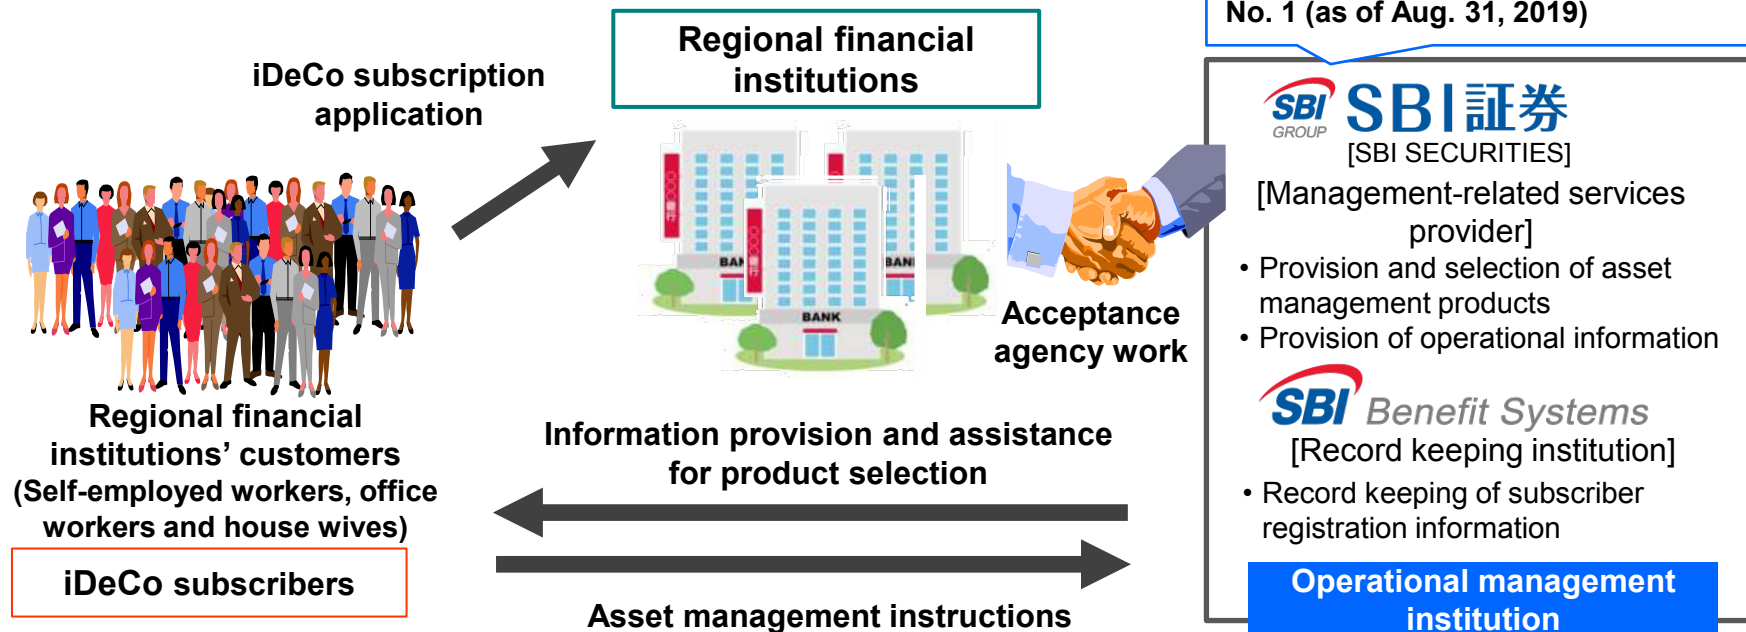 No. 1 (as of Aug. 31, 2019)
Regional financial
institutions
iDeCo subscription
application
BANK
Acceptance
agency work
Regional financial
institutions’ customers
(Self-employed workers, office
workers and house wives)
iDeCo subscribers
Information provision and assistance
for product selection
Asset management instructions
SBI
GROUP
SBI証券
[SBI SECURITIES]
[Management-related services
provider]
• Provision and selection of asset
management products
• Provision of operational information
SBI Benefit Systems
[Record keeping institution]
• Record keeping of subscriber
registration information
Operational management
institution